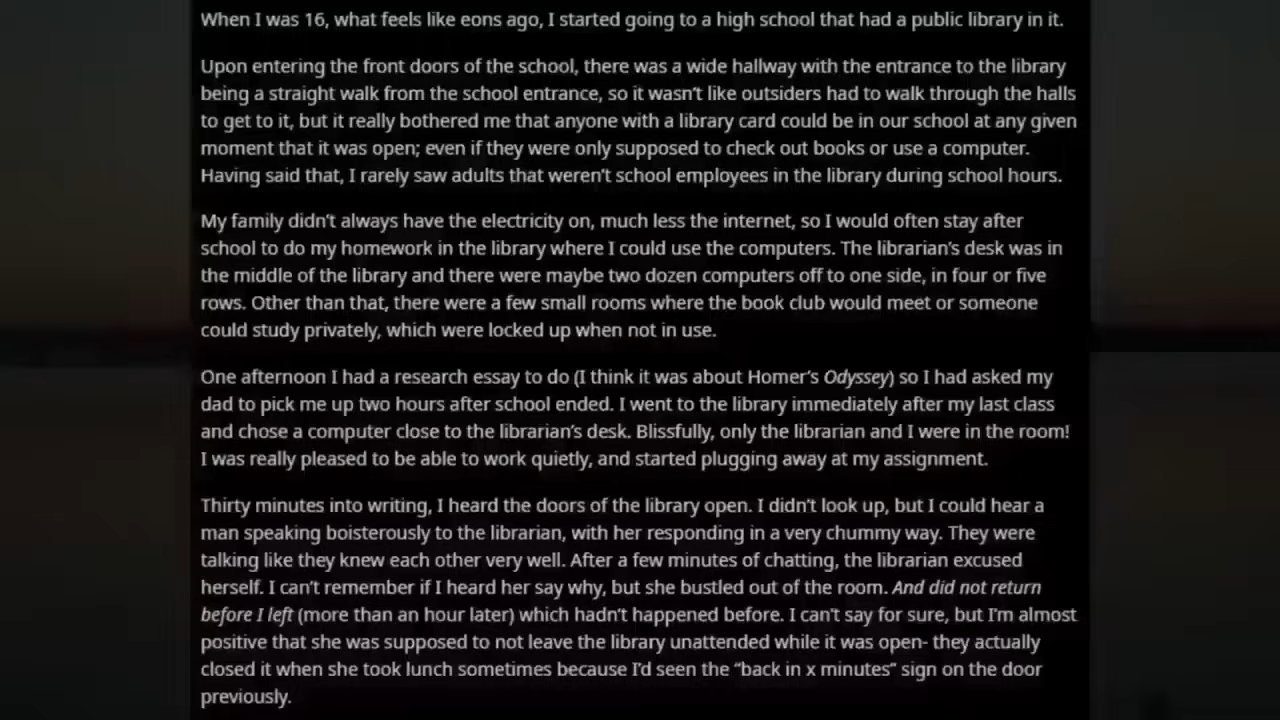 When I was 16, what feels like eons ago, I started going to a high school that had a public library in it.
Upon entering the front doors of the school, there was a wide hallway with the entrance to the library
being a straight walk from the school entrance, so it wasn't like outsiders had to walk through the halls
to get to it, but it really bothered me that anyone with a library card could be in our school at any given
moment that it was open; even if they were only supposed to check out books or use a computer.
Having said that, I rarely saw adults that weren't school employees in the library during school hours.
My family didn't always have the electricity on, much less the internet, so I would often stay after
school to do my homework in the library where I could use the computers. The librarian's desk was in
the middle of the library and there were maybe two dozen computers off to one side, in four or five
rows. Other than that, there were a few small rooms where the book club would meet or someone
could study privately, which were locked up when not in use.
One afternoon I had a research essay to do (I think it was about Homer's Odyssey) so I had asked my
dad to pick me up two hours after school ended. I went to the library immediately after my last class
and chose a computer close to the librarian's desk. Blissfully, only the librarian and I were in the room!
I was really pleased to be able to work quietly, and started plugging away at my assignment.
Thirty minutes into writing, I heard the doors of the library open. I didn't look up, but I could hear a
man speaking boisterously to the librarian, with her responding in a very chummy way. They were
talking like they knew each other very well. After a few minutes of chatting, the librarian excused
herself. I can't remember if I heard her say why, but she bustled out of the room. And did not return
before I left (more than an hour later) which hadn't happened before. I can't say for sure, but I'm almost
positive that she was supposed to not leave the library unattended while it was open- they actually
closed it when she took lunch sometimes because I'd seen the "back in x minutes" sign on the door
previously.